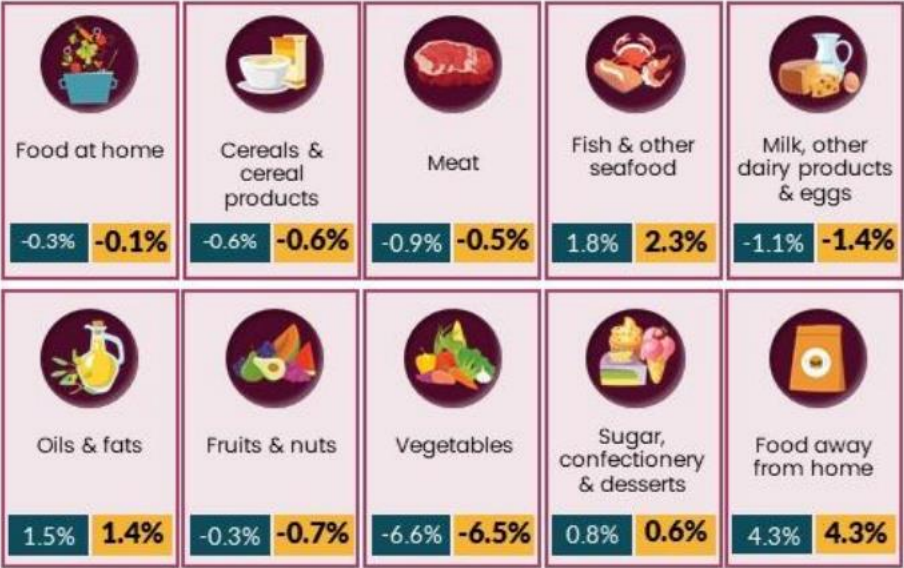 Food at home
-0.3% -0.1%
Cereals &
cereal
products
-0.6% -0.6%
Meat
-0.9% -0.5%
Fish & other
seafood
1.8% 2.3%
Milk, other
dairy products
& eggs
-1.1% -1.4%
Oils & fats
1.5% 1.4%
Fruits & nuts
-0.3% -0.7%
Vegetables
-6.6% -6.5%
Sugar,
confectionery
& desserts
0.8% 0.6%
Food away
from home
4.3% 4.3%